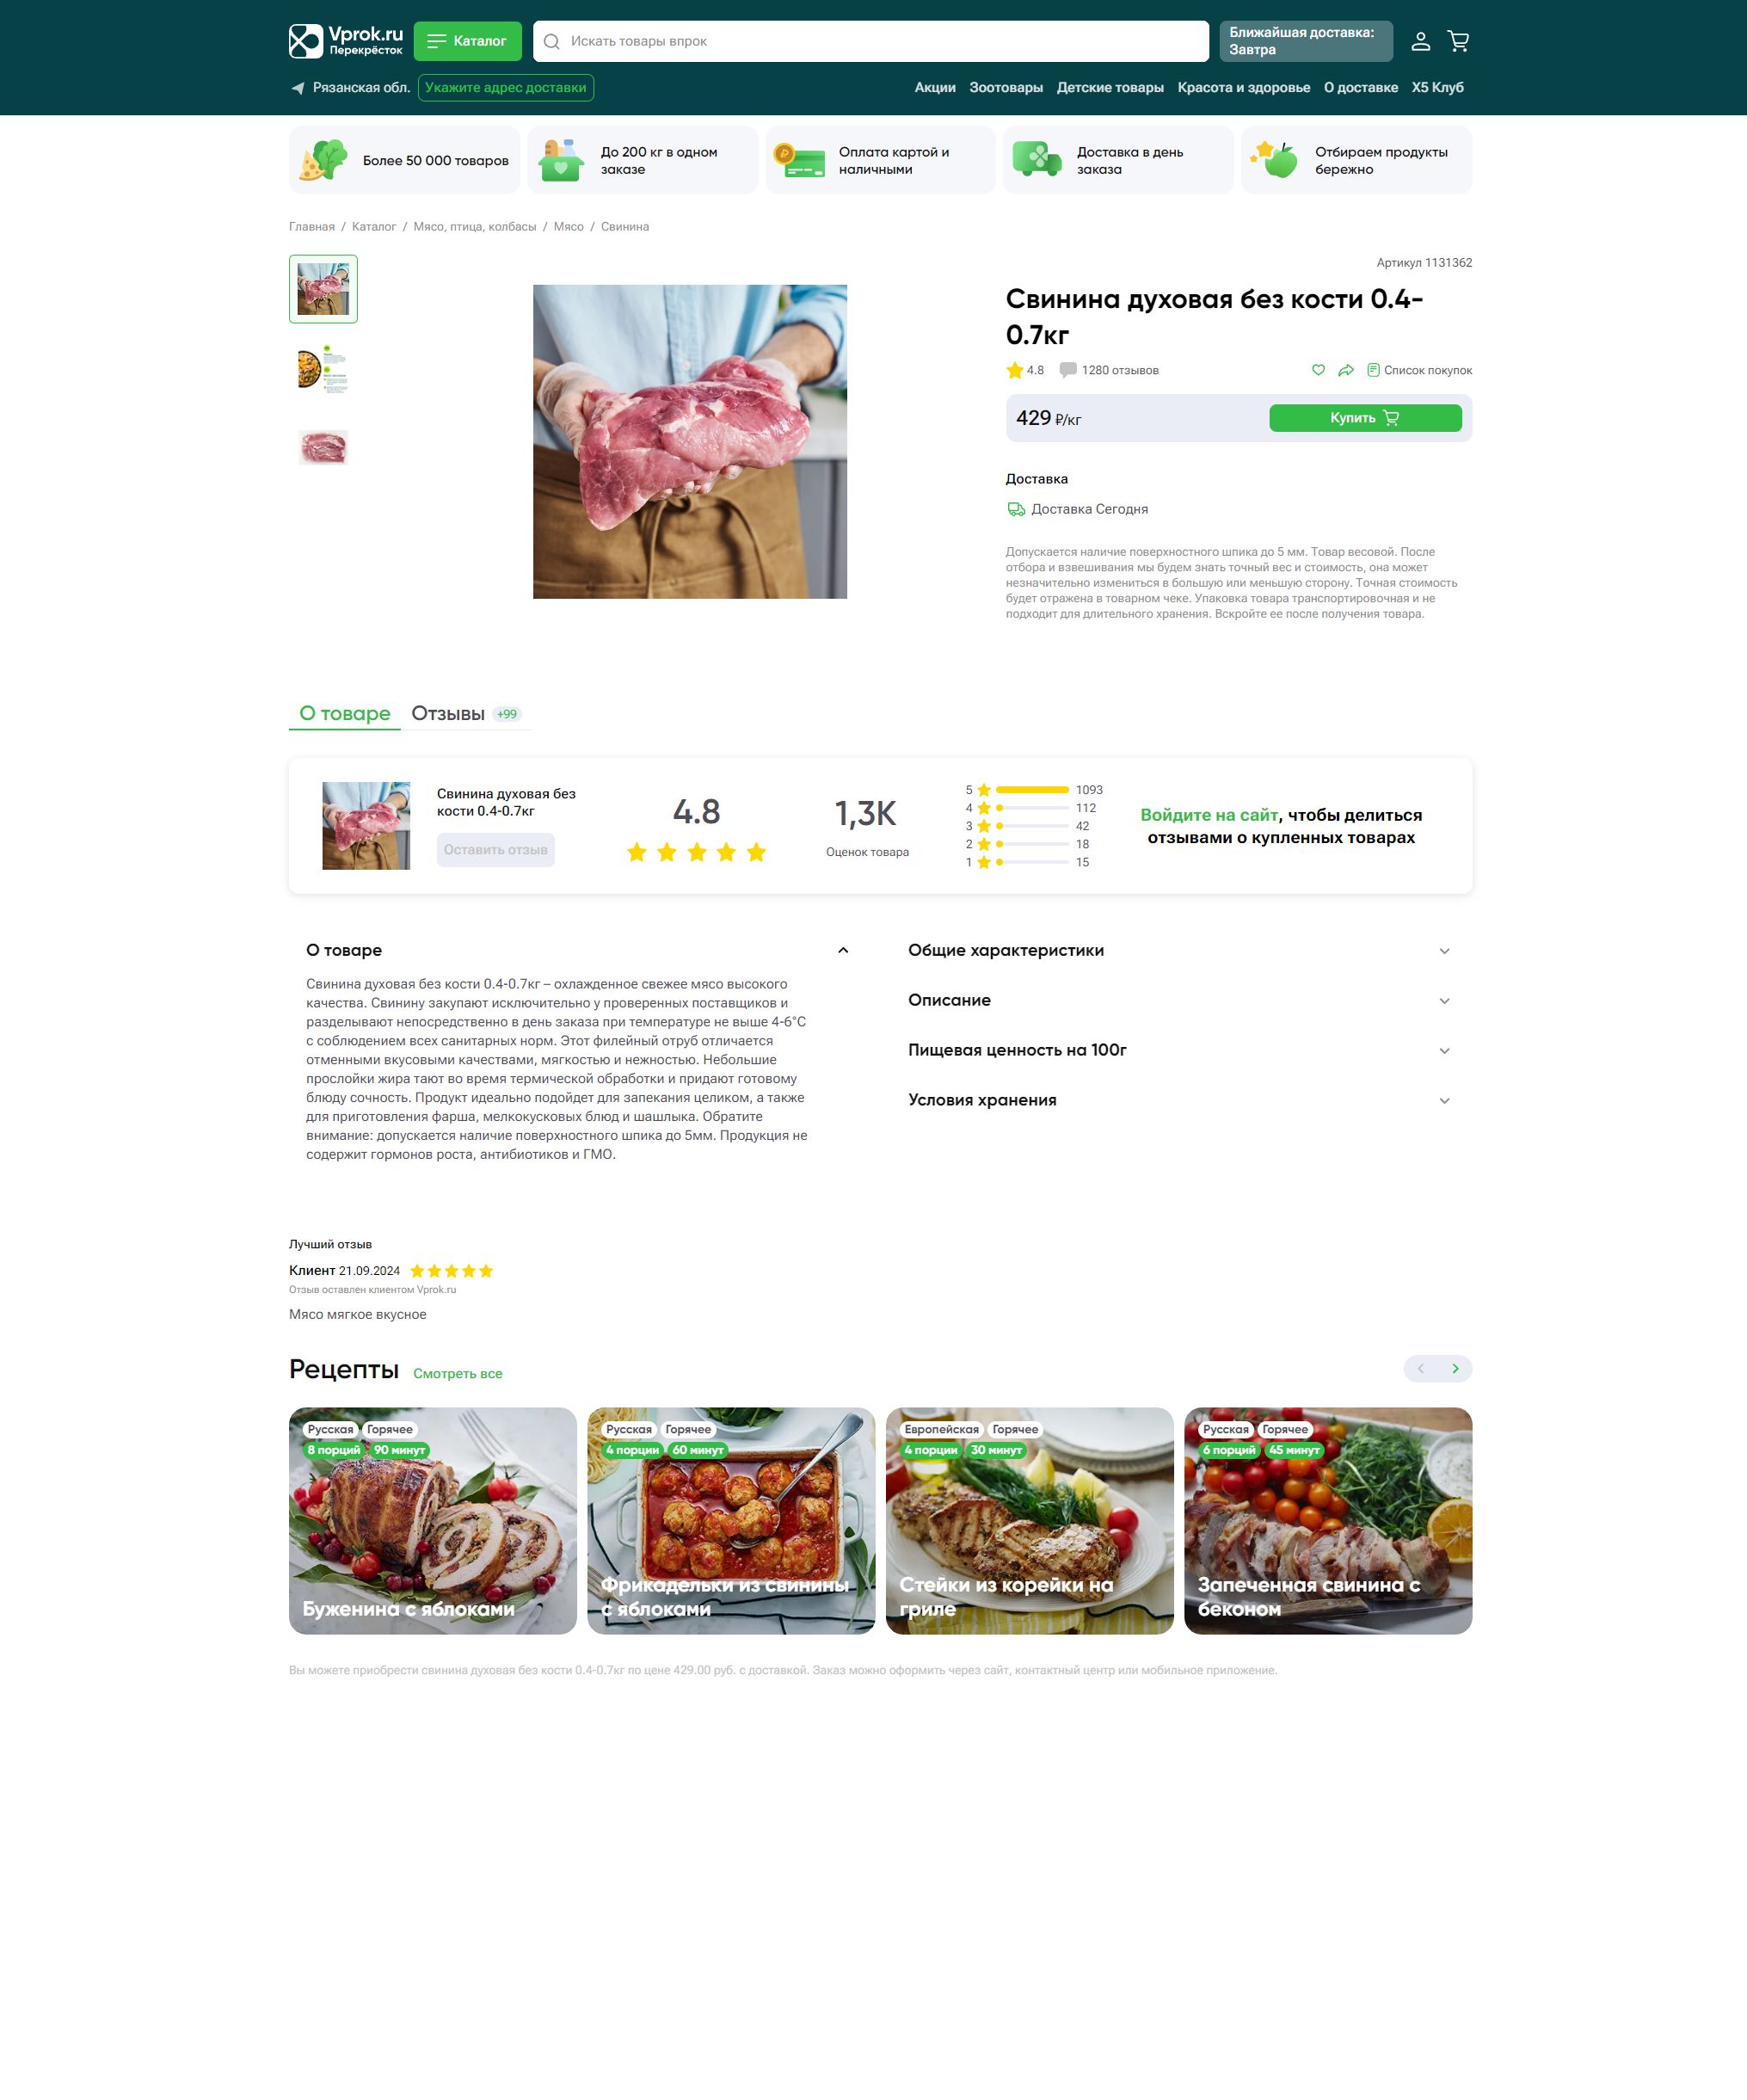 Vprok.ru
Перекрёсток
Каталог
Искать товары впрок
Ближайшая доставка:
Завтра
Рязанская обл.
Укажите адрес доставки
Акции
Зоотовары
Детские товары
Красота и здоровье
О доставке
Х5 Клуб
Более 50 000 товаров
До 200 кг в одном
заказе
Оплата картой и
наличными
Доставка в день
заказа
Отбираем продукты
бережно
Главная / Каталог / Мясо, птица, колбасы / Мясо / Свинина
Артикул 1131362
Свинина духовая без кости 0.4-
0.7кг
4.8
1280 отзывов
Список покупок
429 ₽/кг
Купить
Доставка
Доставка Сегодня
Допускается наличие поверхностного шпика до 5 мм. Товар весовой. После
отбора и взвешивания мы будем знать точный вес и стоимость, она может
незначительно измениться в большую или меньшую сторону. Точная стоимость
будет отражена в товарном чеке. Упаковка товара транспортировочная и не
подходит для длительного хранения. Вскройте ее после получения товара.
О товаре
Отзывы +99
Свинина духовая без
кости 0.4-0.7кг
Оставить отзыв
4.8
1,3К
Оценок товара
5 1093
4 112
3 42
2 18
1 15
Войдите на сайт, чтобы делиться
отзывами о купленных товарах
О товаре
Свинина духовая без кости 0.4-0.7кг – охлажденное свежее мясо высокого
качества. Свинину закупают исключительно у проверенных поставщиков и
разделывают непосредственно в день заказа при температуре не выше 4-6°С
с соблюдением всех санитарных норм. Этот филейный отруб отличается
отменными вкусовыми качествами, мягкостью и нежностью. Небольшие
прослойки жира тают во время термической обработки и придают готовому
блюду сочность. Продукт идеально подойдет для запекания целиком, а также
для приготовления фарша, мелкокусковых блюд и шашлыка. Обратите
внимание: допускается наличие поверхностного шпика до 5мм. Продукция не
содержит гормонов роста, антибиотиков и ГМО.
Общие характеристики
Описание
Пищевая ценность на 100г
Условия хранения
Лучший отзыв
Клиент 21.09.2024
Отзыв оставлен клиентом Vprok.ru
Мясо мягкое вкусное
Рецепты
Смотреть все
Русская Горячее
8 порций 90 минут
Буженина с яблоками
Русская Горячее
4 порции 60 минут
Фрикадельки из свинины
с яблоками
Европейская Горячее
4 порции 30 минут
Стейки из корейки на
гриле
Русская Горячее
6 порций 45 минут
Запеченная свинина с
беконом
Вы можете приобрести свинина духовая без кости 0.4-0.7кг по цене 429.00 руб. с доставкой. Заказ можно оформить через сайт, контактный центр или мобильное приложение.